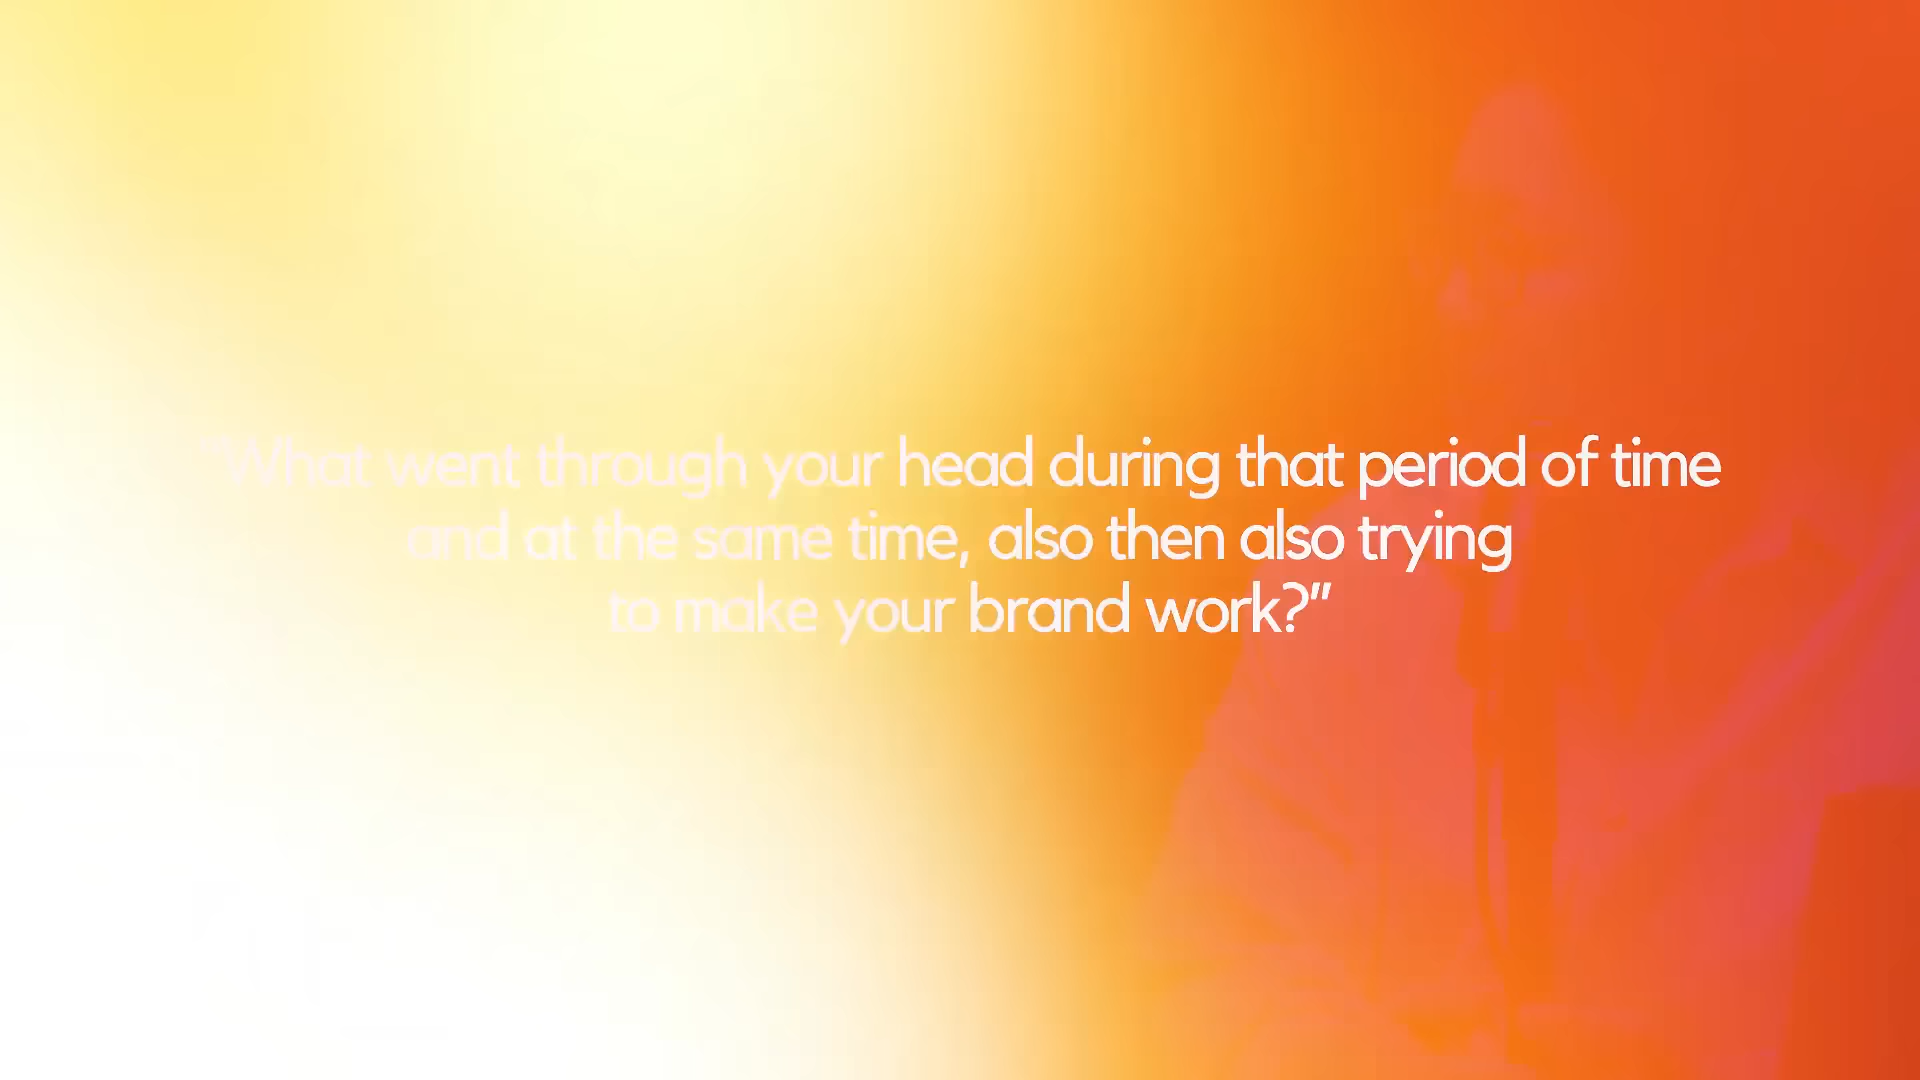 "What went through your head during that period of time
and at the same time, also then also trying
to make your brand work?"